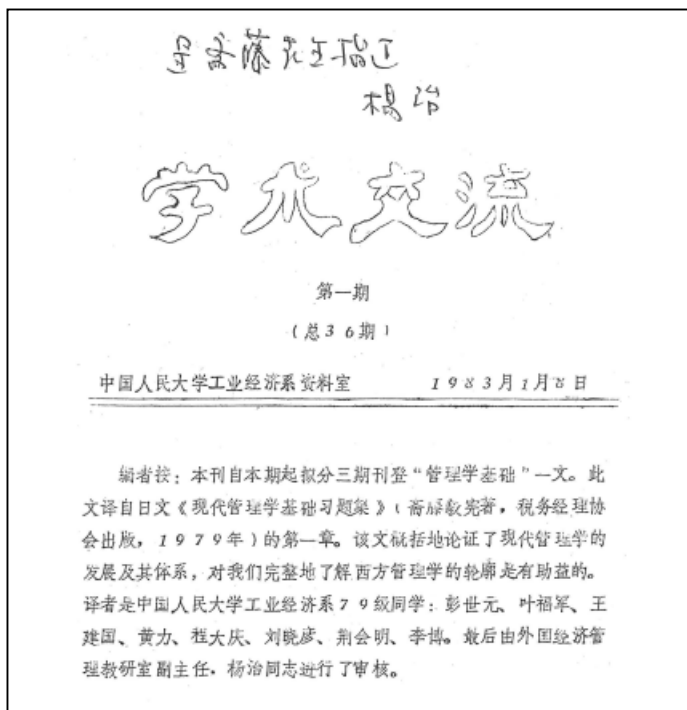 呈斋藤先生指正
杨治
学术交流
第一期
(总36期)
中国人民大学工业经济系资料室 1983月1月8日
编者按:本刊自本期起拟分三期刊登“管理学基础”一文。此
文译自日文《现代管理学基础习题集》(斋藤毅宪著,税务经理协
会出版,1979年)的第一章。该文概括地论证了现代管理学的
发展及其体系,对我们完整地了解西方管理学的轮廓是有助益的。
译者是中国人民大学工业经济系79级同学:彭世元、叶福军、王
建国、黄力、程大庆、刘晓彦、荆会明、李博。最后由外国经济管
理教研室副主任,杨治同志进行了审核。